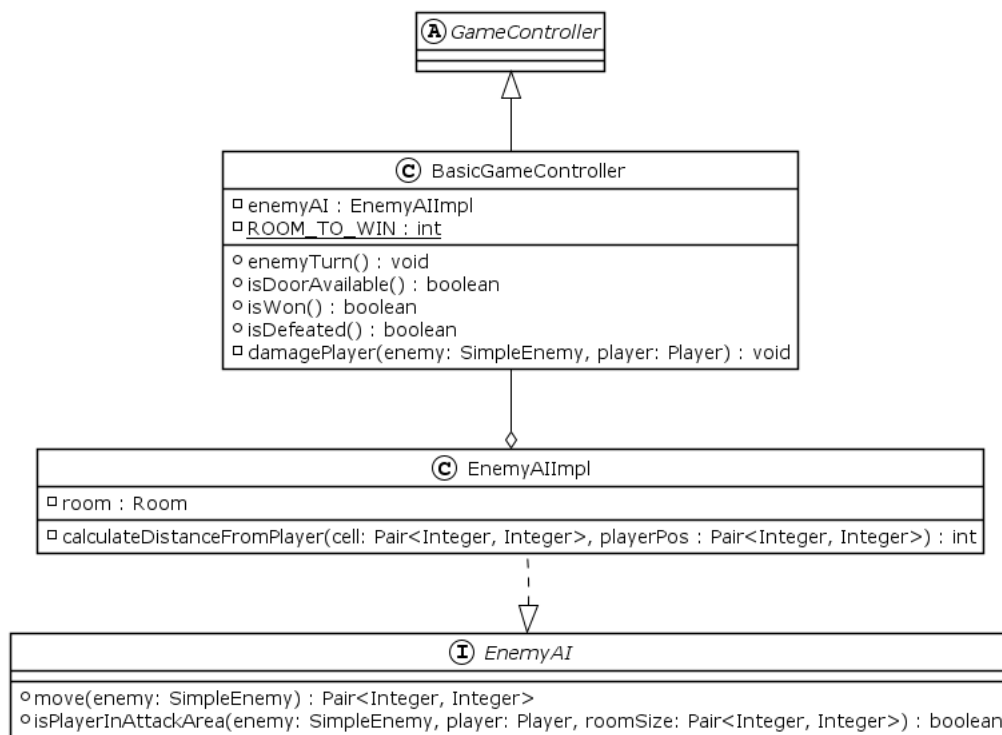 A GameController
C BasicGameController
enemyAI : EnemyAIImpl
ROOM_TO_WIN : int
enemyTurn() : void
isDoorAvailable() : boolean
isWon() : boolean
isDefeated() : boolean
damagePlayer(enemy: SimpleEnemy, player: Player) : void
C EnemyAIImpl
room : Room
calculateDistanceFromPlayer(cell: Pair<Integer, Integer>, playerPos : Pair<Integer, Integer>) : int
I EnemyAI
move(enemy: SimpleEnemy) : Pair<Integer, Integer>
isPlayerInAttackArea(enemy: SimpleEnemy, player: Player, roomSize: Pair<Integer, Integer>) : boolean